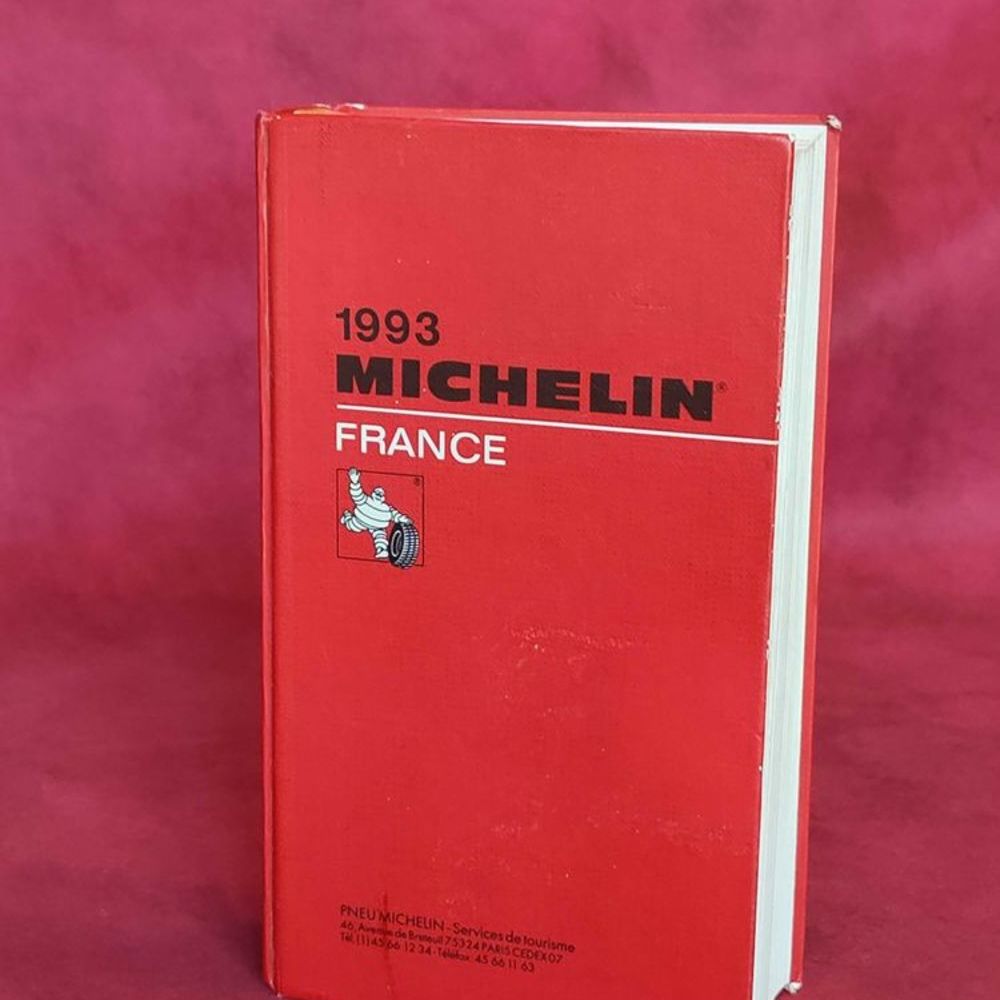 1993
MICHELIN®
FRANCE
®
PNEU MICHELIN - Services de tourisme
46, Avenue de Breteuil 75324 PARIS CEDEX 07
Tél. (1) 45 66 12 34 - Téléfax: 45 66 11 63